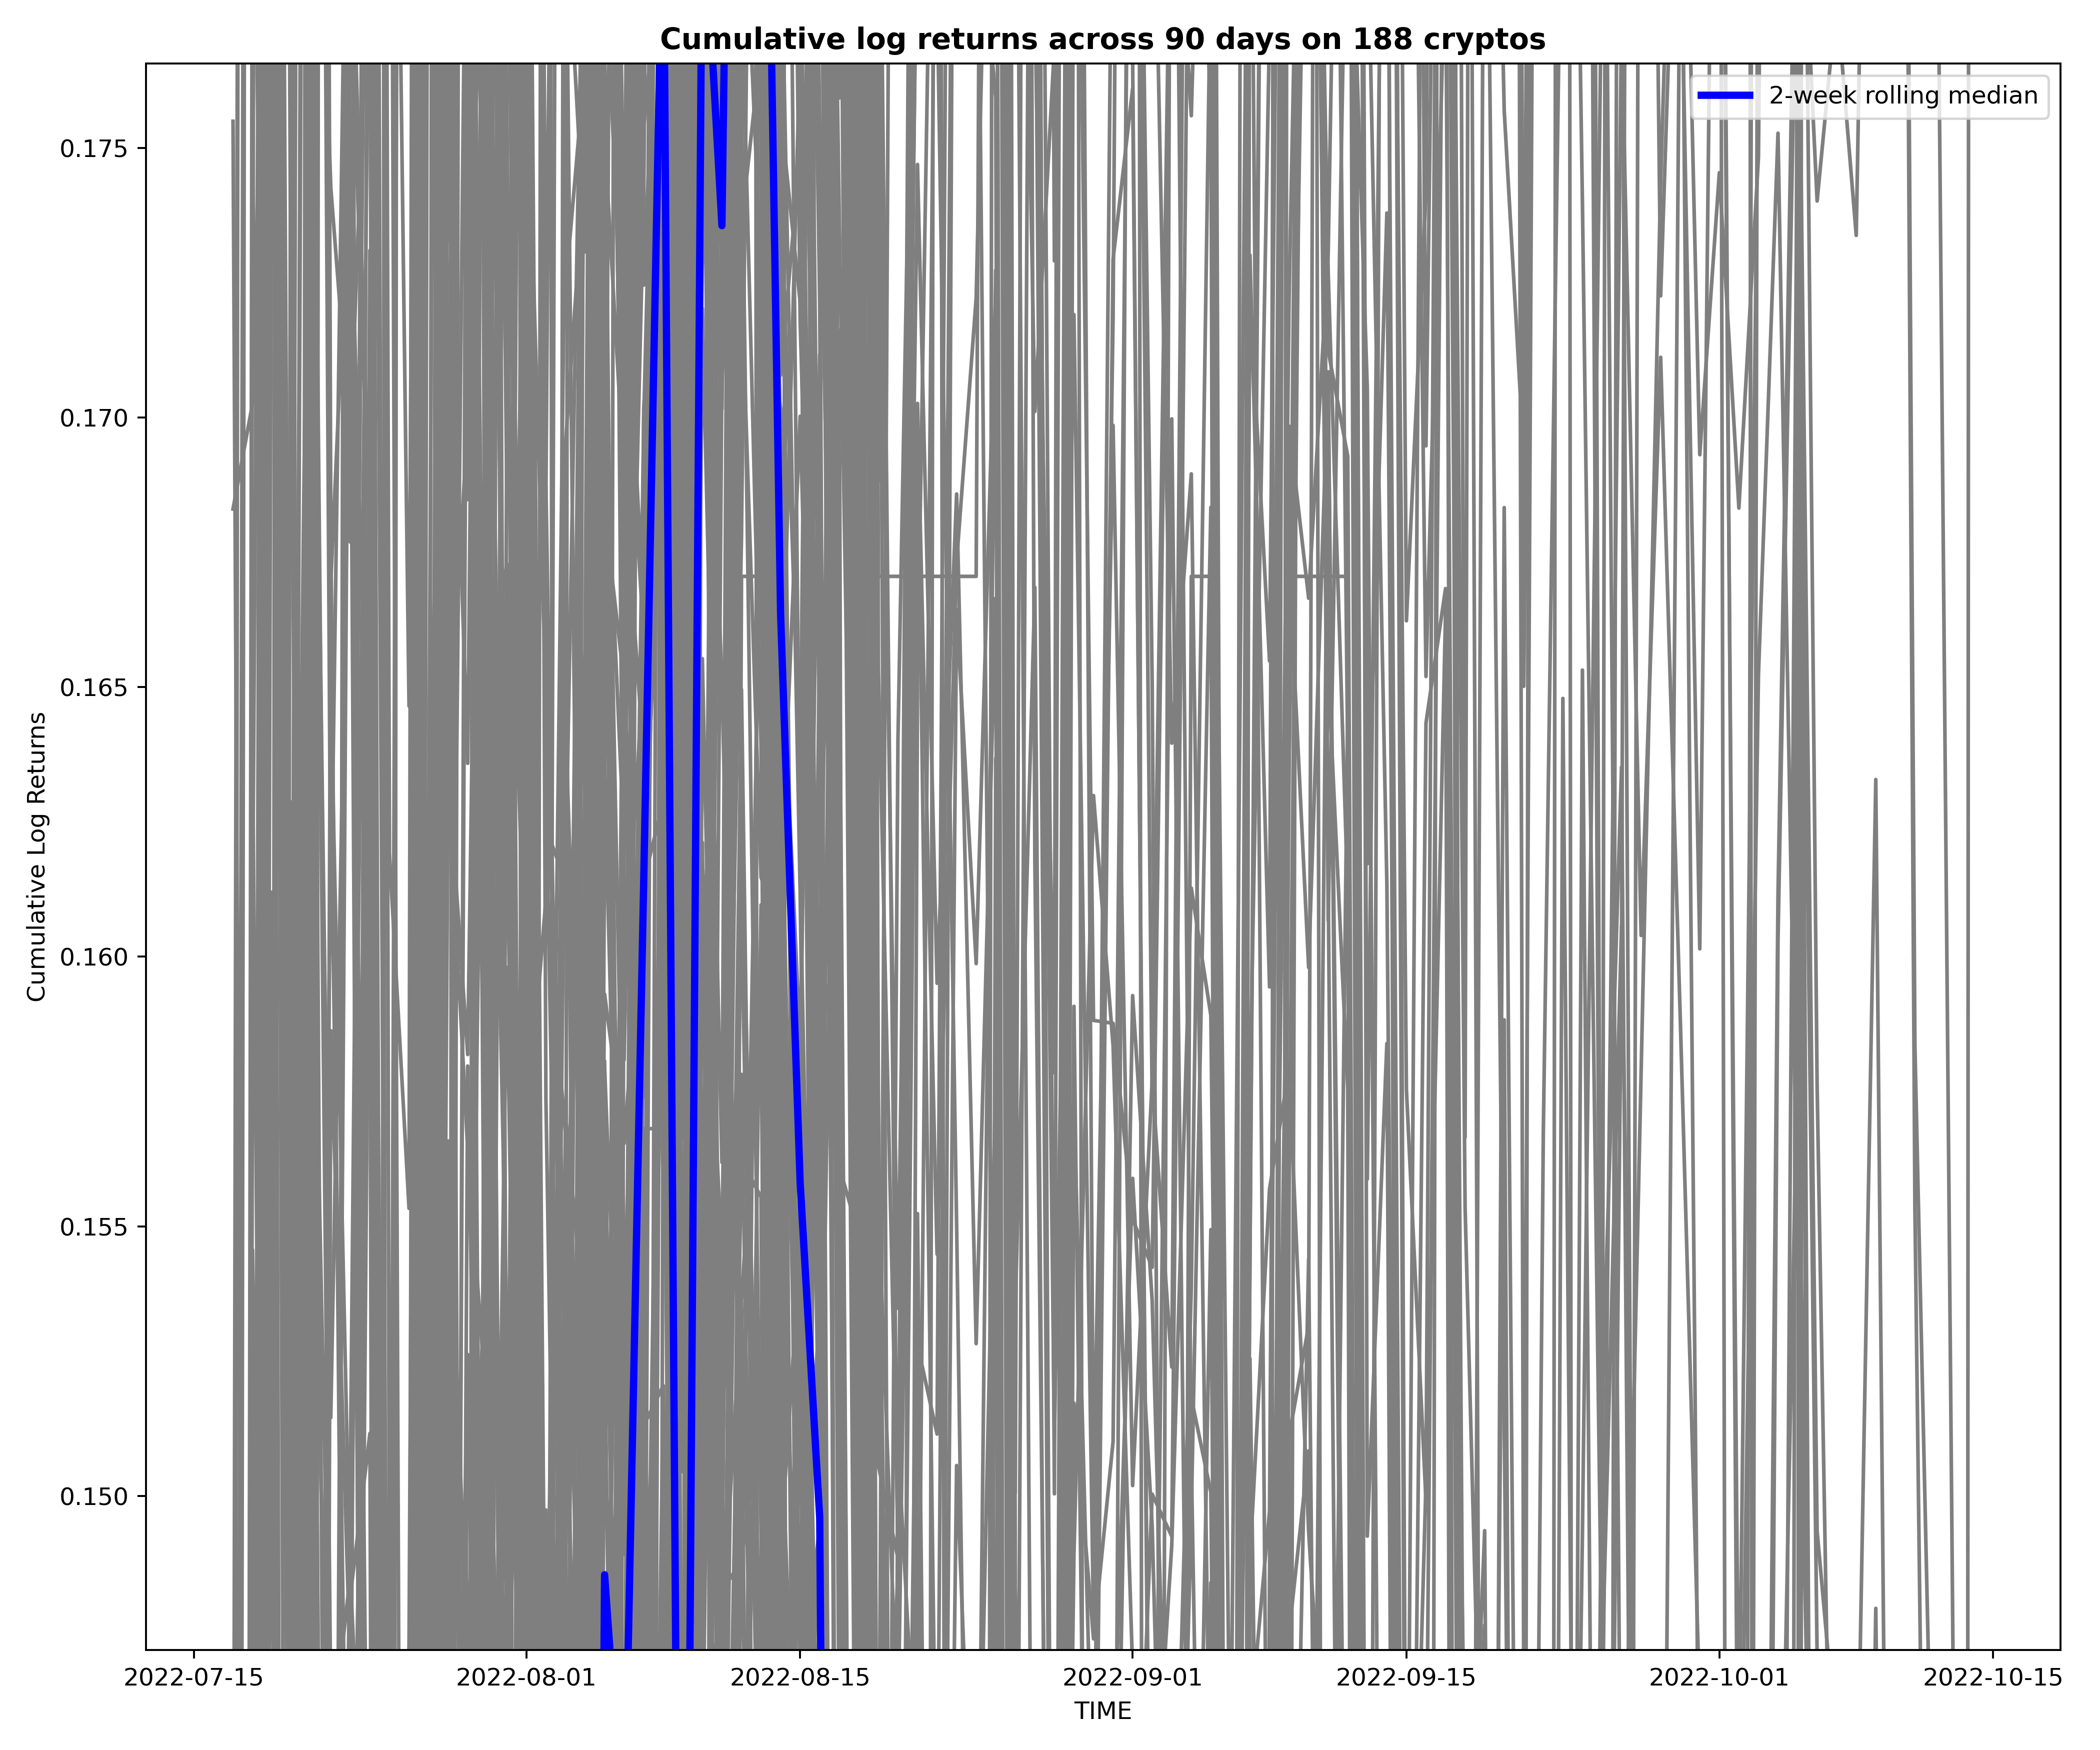 Cumulative log returns across 90 days on 188 cryptos
2-week rolling median
0.175
0.170
0.165
0.160
0.155
0.150
Cumulative Log Returns
2022-07-15 2022-08-01 2022-08-15 2022-09-01 2022-09-15 2022-10-01 2022-10-15
TIME